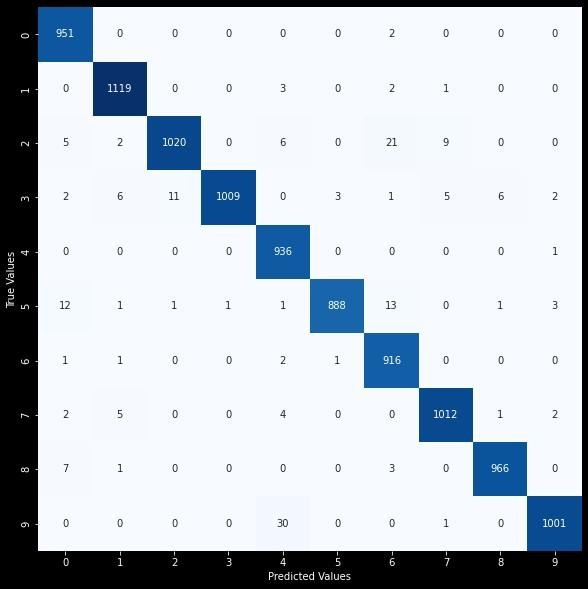 0 951 0 0 0 0 0 2 0 0 0
1 0 1119 0 0 3 0 2 1 0 0
2 5 2 1020 0 6 0 21 9 0 0
3 2 6 11 1009 0 3 1 5 6 2
4 0 0 0 0 936 0 0 0 0 1
True Values
5 12 1 1 1 1 888 13 0 1 3
6 1 1 0 0 2 1 916 0 0 0
7 2 5 0 0 4 0 0 1012 1 2
8 7 1 0 0 0 0 3 0 966 0
9 0 0 0 0 30 0 0 1 0 1001
0 1 2 3 4 5 6 7 8 9
Predicted Values